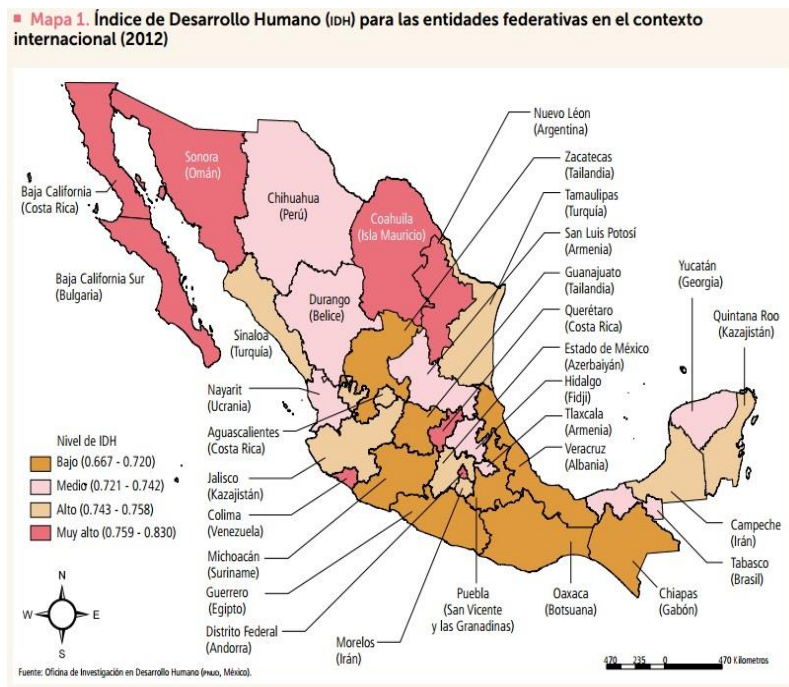 Mapa 1. Índice de Desarrollo Humano (IDH) para las entidades federativas en el contexto
internacional (2012)
Nuevo Léon
(Argentina)
Zacatecas
(Tailandia)
Tamaulipas
(Turquía)
San Luis Potosí
(Armenia)
Guanajuato
(Tailandia)
Querétaro
(Costa Rica)
Estado de México
(Azerbaiyán)
Hidalgo
(Fidji)
Tlaxcala
(Armenia)
Veracruz
(Albania)
Sonora
(Omán)
Baja California
(Costa Rica)
Chihuahua
(Perú)
Coahuila
(Isla Mauricio)
Baja California Sur
(Bulgaria)
Durango
(Belice)
Sinaloa
(Turquía)
Yucatán
(Georgia)
Quintana Roo
(Kazajistán)
Nayarit
(Ucrania)
Aguascalientes
(Costa Rica)
Jalisco
(Kazajistán)
Colima
(Venezuela)
Michoacán
(Suriname)
Guerrero
(Egipto)
Distrito Federal
(Andorra)
Morelos
(Irán)
Puebla
(San Vicente
y las Granadinas)
Oaxaca
(Botsuana)
Chiapas
(Gabón)
Campeche
(Irán)
Tabasco
(Brasil)
Nivel de IDH
Bajo (0.667 - 0.720)
Medio (0.721 - 0.742)
Alto (0.743 - 0.758)
Muy alto (0.759 - 0.830)
N
W E
S
470 235 0 470 Kilometros
Fuente: Oficina de Investigación en Desarrollo Humano (PNUD, México).